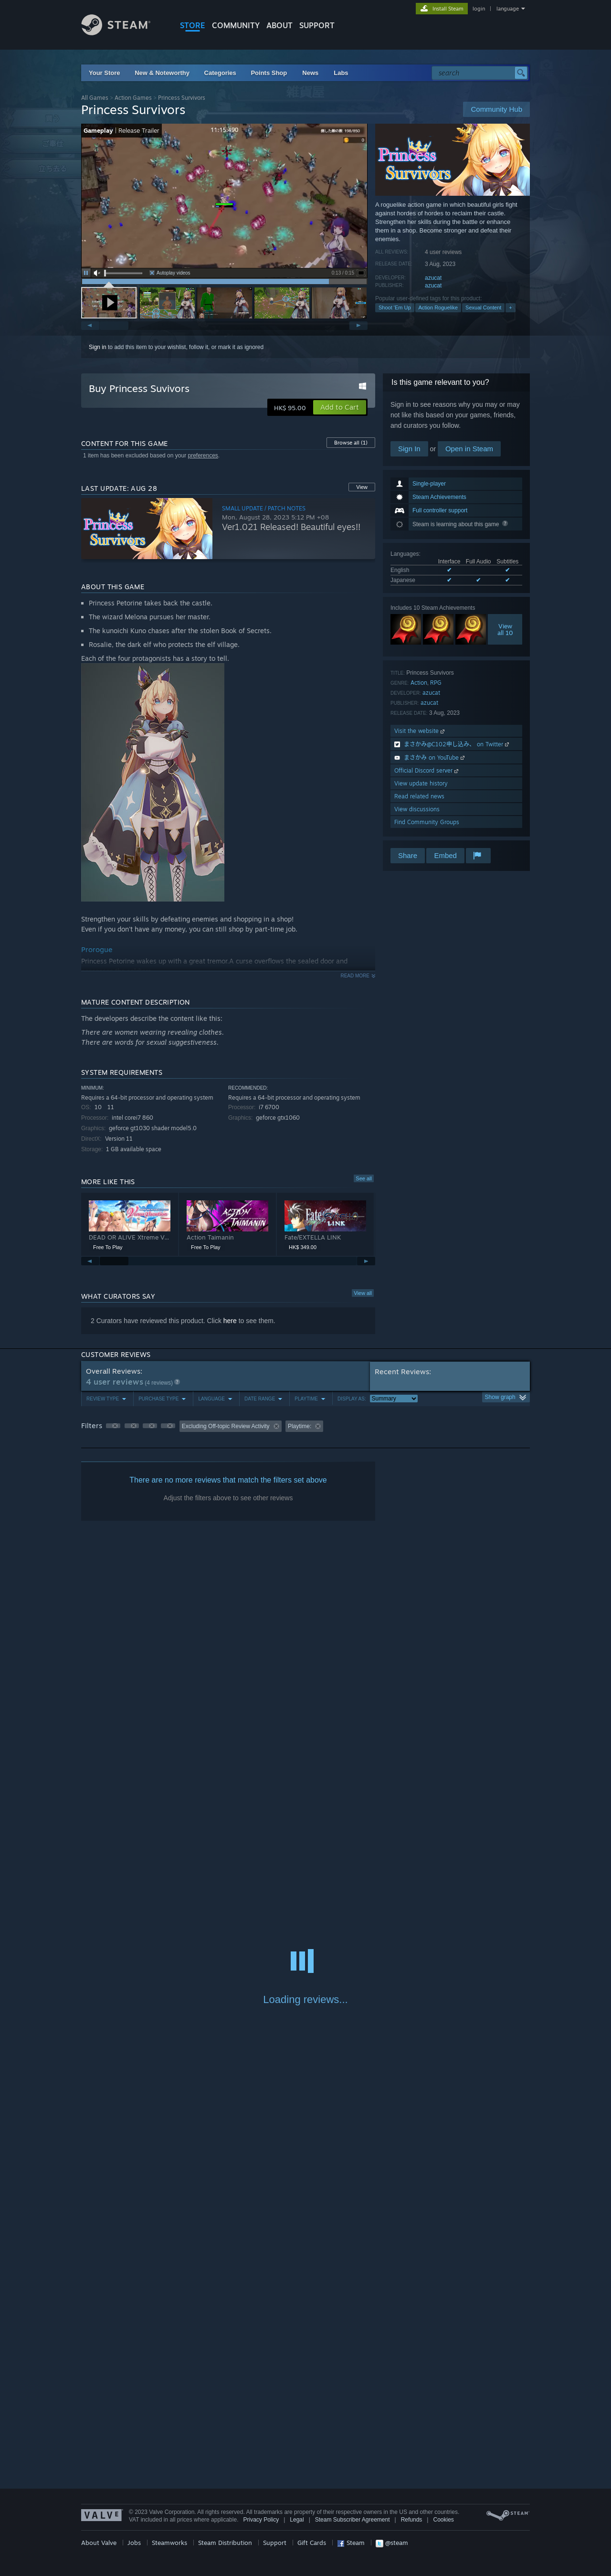 Install Steam login | language
STEAM
STORE COMMUNITY ABOUT SUPPORT
Your Store New & Noteworthy Categories Points Shop News Labs search
All Games > Action Games > Princess Survivors
Princess Survivors
Community Hub
Gameplay | Release Trailer
Autoplay videos
0:13 / 0:15
Princess Survivors
A roguelike action game in which beautiful girls fight against hordes of hordes to reclaim their castle. Strengthen her skills during the battle or enhance them in a shop. Become stronger and defeat their enemies.
ALL REVIEWS: 4 user reviews
RELEASE DATE: 3 Aug, 2023
DEVELOPER: azucat
PUBLISHER: azucat
Popular user-defined tags for this product:
Shoot 'Em Up Action Roguelike Sexual Content +
Sign in to add this item to your wishlist, follow it, or mark it as ignored
Buy Princess Suvivors
HK$ 95.00 Add to Cart
CONTENT FOR THIS GAME Browse all (1)
1 item has been excluded based on your preferences.
LAST UPDATE: AUG 28 View
Princess Survivors
SMALL UPDATE / PATCH NOTES
Mon, August 28, 2023 5:12 PM +08
Ver1.021 Released! Beautiful eyes!!
ABOUT THIS GAME
Princess Petorine takes back the castle.
The wizard Melona pursues her master.
The kunoichi Kuno chases after the stolen Book of Secrets.
Rosalie, the dark elf who protects the elf village.
Each of the four protagonists has a story to tell.
Strengthen your skills by defeating enemies and shopping in a shop!
Even if you don't have any money, you can still shop by part-time job.
Prorogue
Princess Petorine wakes up with a great tremor.A curse overflows the sealed door and
READ MORE
MATURE CONTENT DESCRIPTION
The developers describe the content like this:
There are women wearing revealing clothes.
There are words for sexual suggestiveness.
SYSTEM REQUIREMENTS
MINIMUM:
Requires a 64-bit processor and operating system
OS: 10 11
Processor: intel corei7 860
Graphics: geforce gt1030 shader model5.0
DirectX: Version 11
Storage: 1 GB available space
RECOMMENDED:
Requires a 64-bit processor and operating system
Processor: i7 6700
Graphics: geforce gtx1060
MORE LIKE THIS See all
ACTION TAIMANIN
Fate EXTELLA LINK
DEAD OR ALIVE Xtreme V... Action Taimanin Fate/EXTELLA LINK
Free To Play Free To Play HK$ 349.00
WHAT CURATORS SAY View all
2 Curators have reviewed this product. Click here to see them.
Is this game relevant to you?
Sign in to see reasons why you may or may not like this based on your games, friends, and curators you follow.
Sign In or Open in Steam
Single-player
Steam Achievements
Full controller support
Steam is learning about this game ?
Languages:
Interface Full Audio Subtitles
English ✔ ✔
Japanese ✔ ✔ ✔
Includes 10 Steam Achievements
View all 10
TITLE: Princess Survivors
GENRE: Action, RPG
DEVELOPER: azucat
PUBLISHER: azucat
RELEASE DATE: 3 Aug, 2023
Visit the website
まさかみ@C102申し込み、 on Twitter
まさかみ on YouTube
Official Discord server
View update history
Read related news
View discussions
Find Community Groups
Share Embed
CUSTOMER REVIEWS
Overall Reviews:
4 user reviews (4 reviews) ?
Recent Reviews:
REVIEW TYPE PURCHASE TYPE LANGUAGE DATE RANGE PLAYTIME DISPLAY AS: Summary Show graph
Filters Excluding Off-topic Review Activity Playtime:
There are no more reviews that match the filters set above
Adjust the filters above to see other reviews
Loading reviews...
VALVE
© 2023 Valve Corporation. All rights reserved. All trademarks are property of their respective owners in the US and other countries.
VAT included in all prices where applicable. Privacy Policy | Legal | Steam Subscriber Agreement | Refunds | Cookies
STEAM
About Valve | Jobs | Steamworks | Steam Distribution | Support | Gift Cards | Steam | @steam